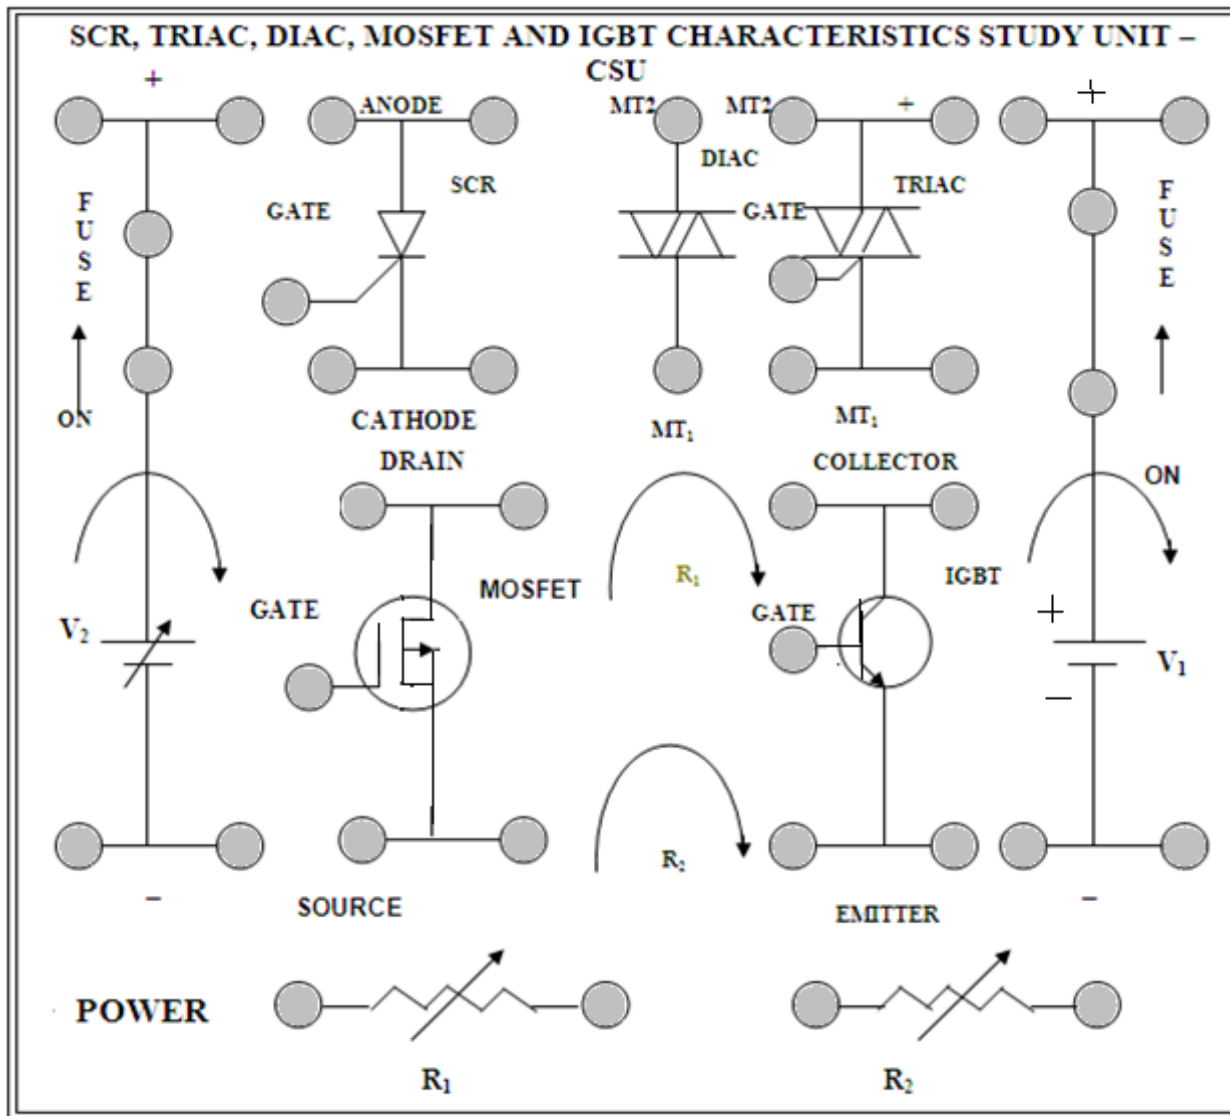 SCR, TRIAC, DIAC, MOSFET AND IGBT CHARACTERISTICS STUDY UNIT –
CSU
+
ANODE
MT2
MT2
+
+
DIAC
SCR
TRIAC
GATE
GATE
FUSE
FUSE
ON
CATHODE
MT₁
MT₁
DRAIN
COLLECTOR
ON
R₁
IGBT
MOSFET
GATE
GATE
+
V₂
V₁
–
R₂
–
SOURCE
EMITTER
–
POWER
R₁
R₂